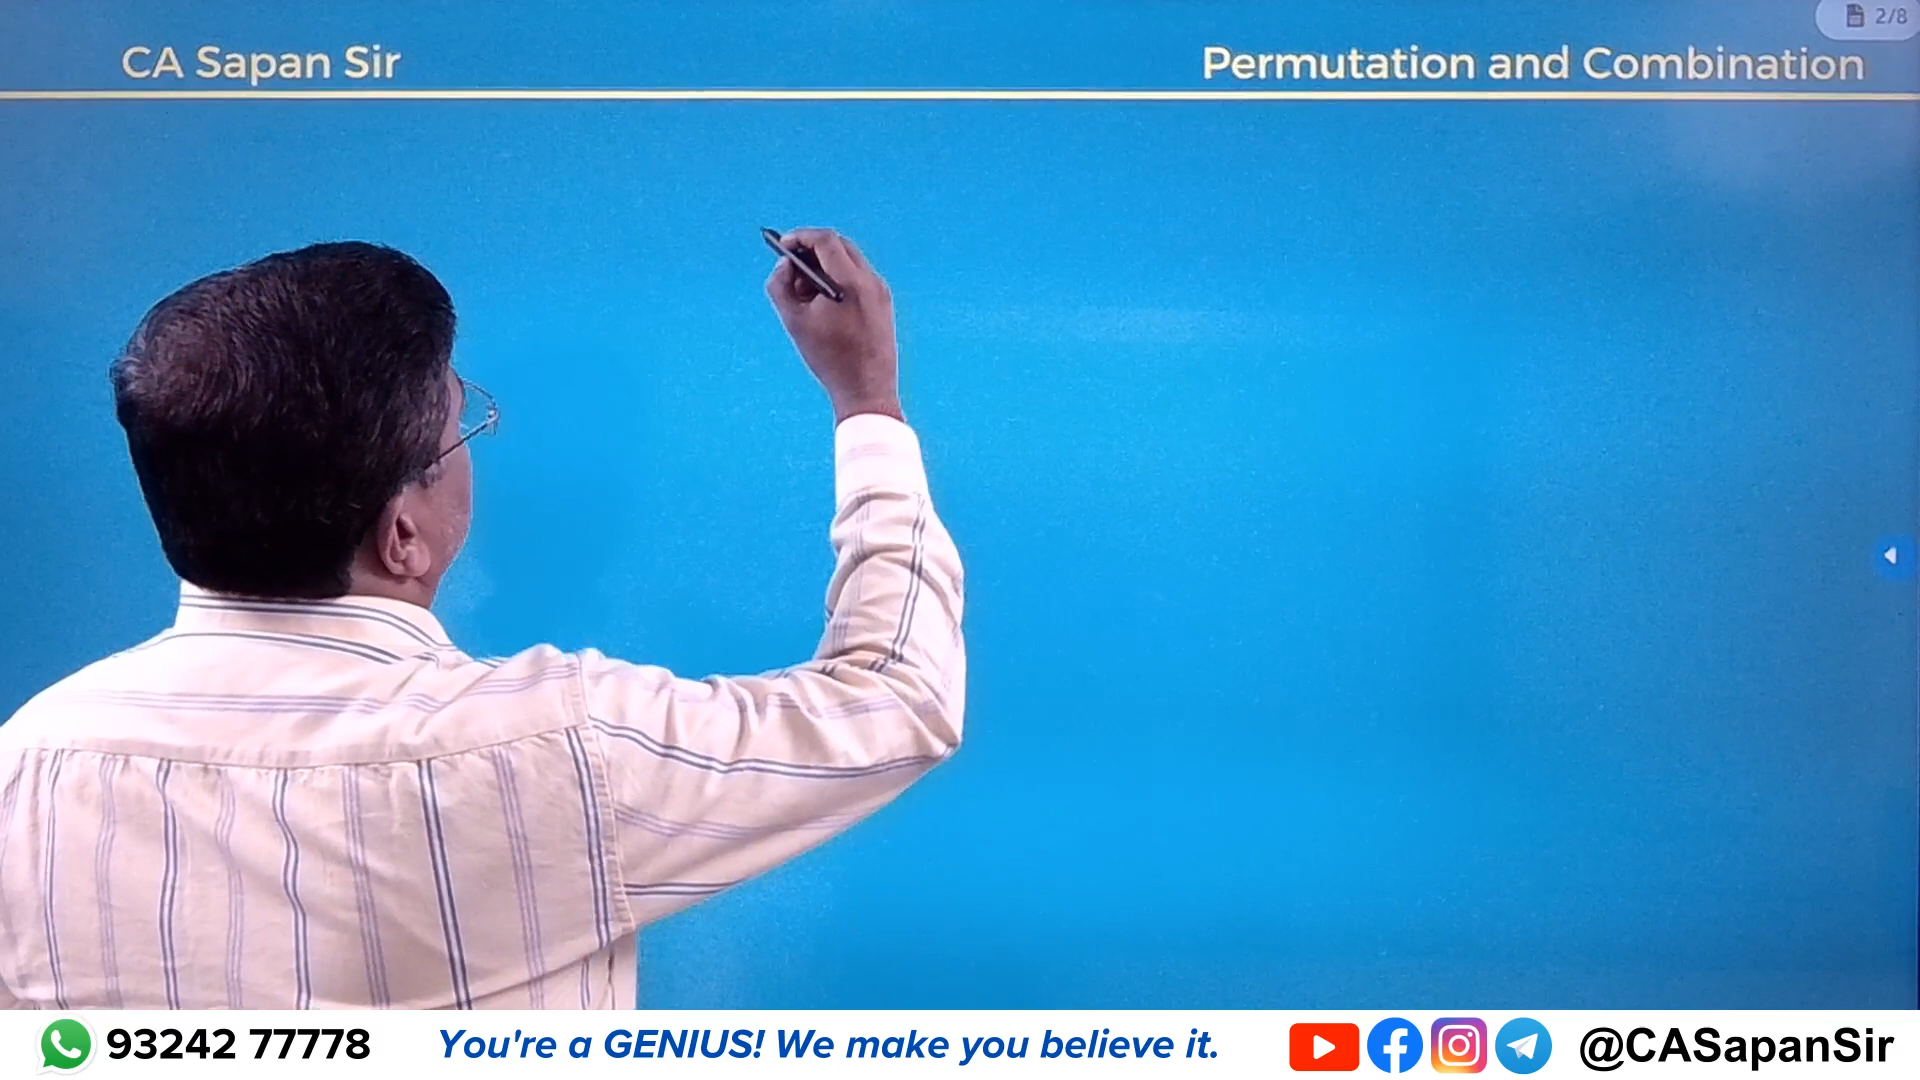 2/8
CA Sapan Sir
Permutation and Combination
93242 77778
You're a GENIUS! We make you believe it.
@CASapanSir